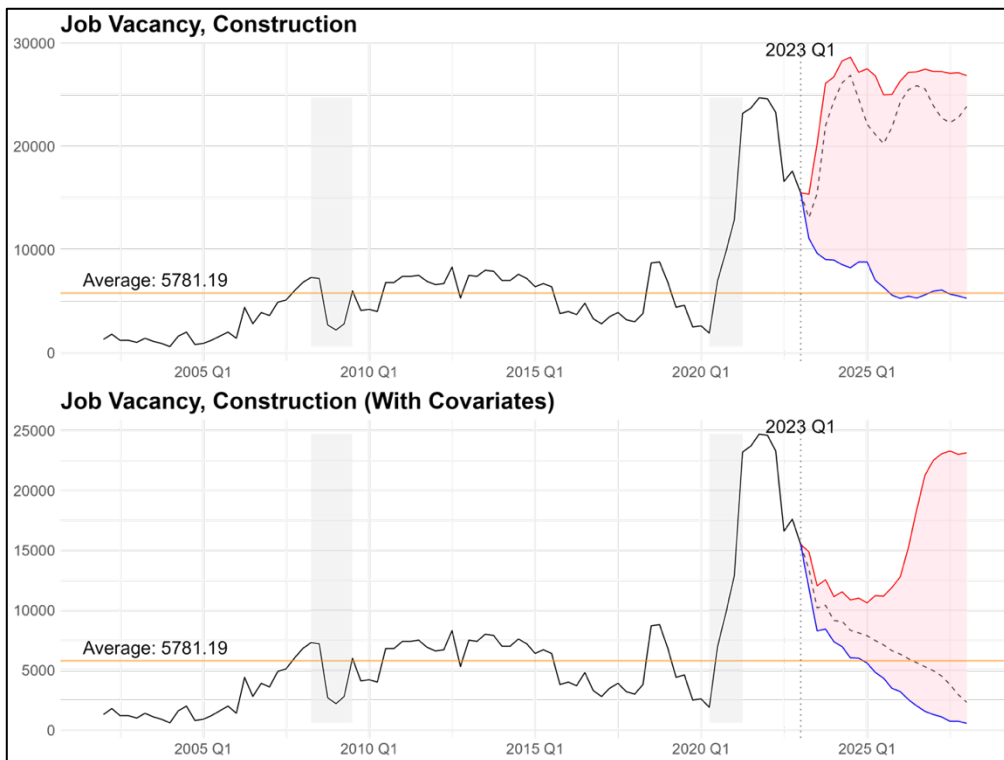 Job Vacancy, Construction
2023 Q1
30000
20000
10000
Average: 5781.19
0
2005 Q1 2010 Q1 2015 Q1 2020 Q1 2025 Q1
Job Vacancy, Construction (With Covariates)
2023 Q1
25000
20000
15000
10000
Average: 5781.19
5000
0
2005 Q1 2010 Q1 2015 Q1 2020 Q1 2025 Q1